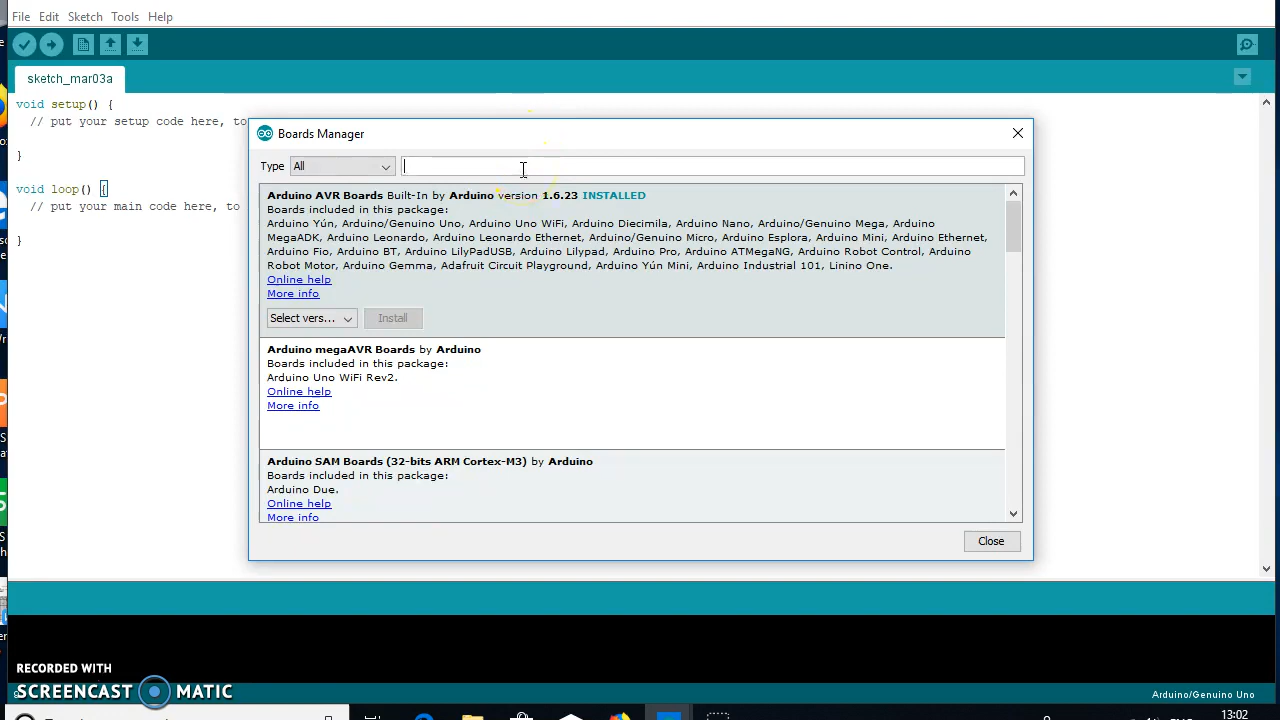 File Edit Sketch Tools Help
sketch_mar03a
void setup() {
// put your setup code here, to
}
void loop() {
// put your main code here, to
}
Boards Manager
Type All
Arduino AVR Boards Built-In by Arduino version 1.6.23 INSTALLED
Boards included in this package:
Arduino Yún, Arduino/Genuino Uno, Arduino Uno WiFi, Arduino Diecimila, Arduino Nano, Arduino/Genuino Mega, Arduino
MegaADK, Arduino Leonardo, Arduino Leonardo Ethernet, Arduino/Genuino Micro, Arduino Esplora, Arduino Mini, Arduino Ethernet,
Arduino Fio, Arduino BT, Arduino LilyPadUSB, Arduino Lilypad, Arduino Pro, Arduino ATMegaNG, Arduino Robot Control, Arduino
Robot Motor, Arduino Gemma, Adafruit Circuit Playground, Arduino Yún Mini, Arduino Industrial 101, Linino One.
Online help
More info
Select vers... Install
Arduino megaAVR Boards by Arduino
Boards included in this package:
Arduino Uno WiFi Rev2.
Online help
More info
Arduino SAM Boards (32-bits ARM Cortex-M3) by Arduino
Boards included in this package:
Arduino Due.
Online help
More info
Close
RECORDED WITH
SCREENCAST MATIC
Arduino/Genuino Uno
13:02